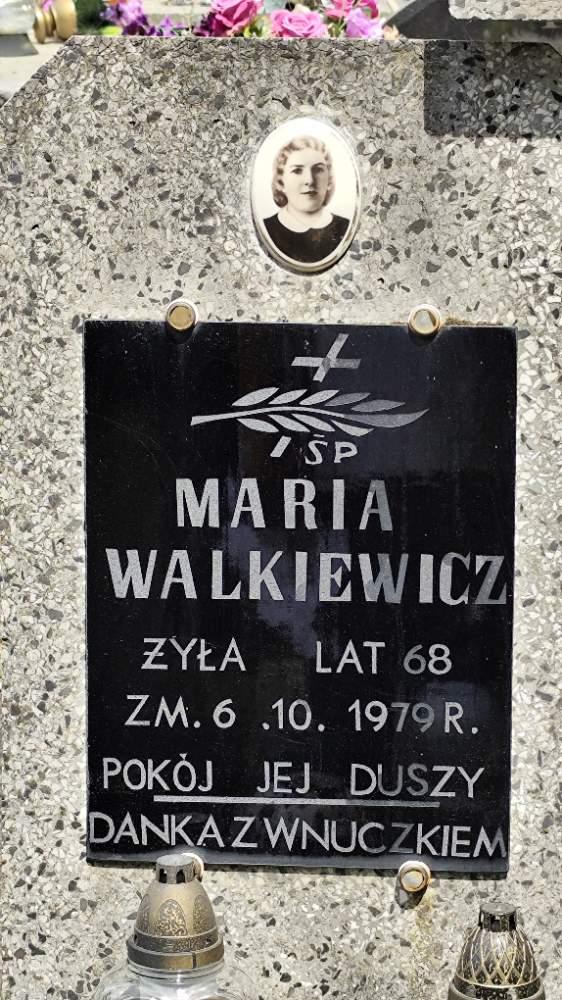 ŚP
MARIA
WALKIEWICZ
ŻYŁA LAT 68
ZM. 6 .10. 1979 R.
POKÓJ JEJ DUSZY
DANKA Z WNUCZKIEM